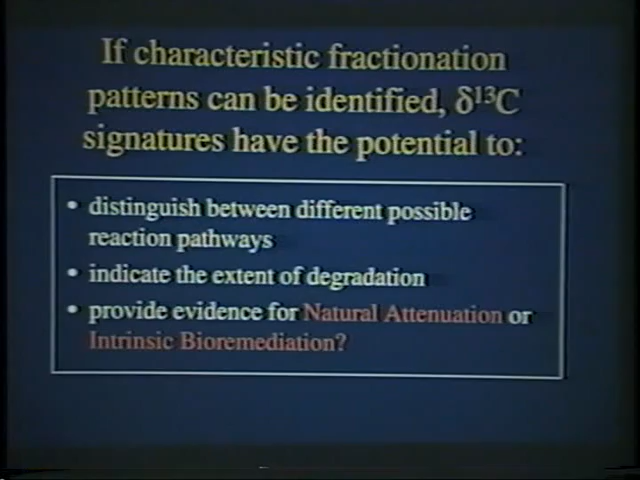 If characteristic fractionation
patterns can be identified, δ¹³C
signatures have the potential to:
• distinguish between different possible
reaction pathways
• indicate the extent of degradation
• provide evidence for Natural Attenuation or
Intrinsic Bioremediation?